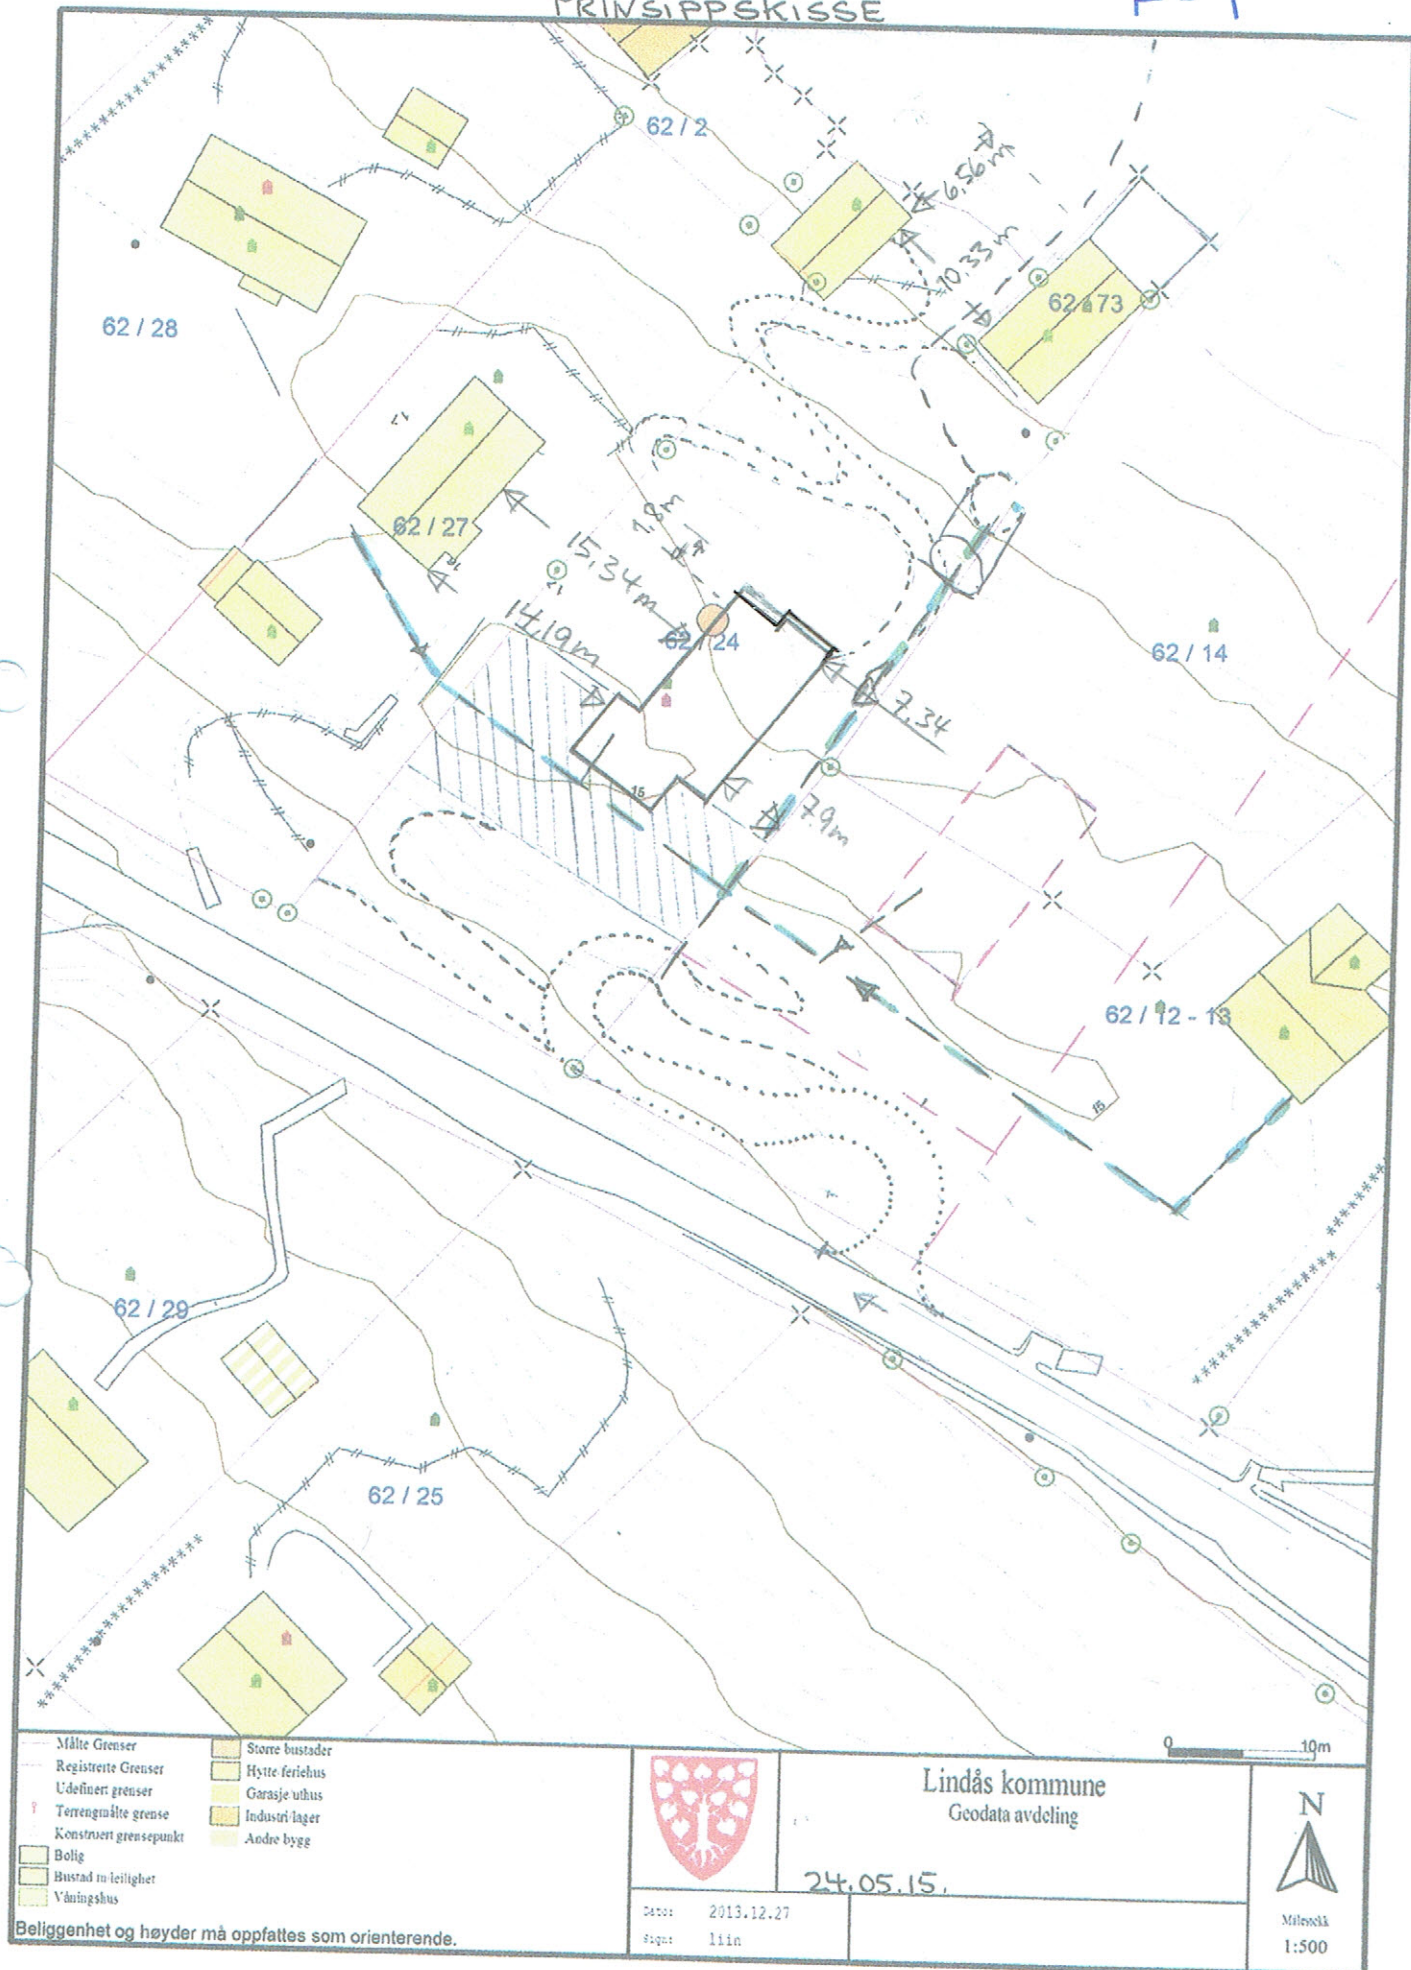 PRINSIPPSKISSE
62 / 2
6,56 m
10.33 m
62 / 73
62 / 28
62 / 27
1,8m
15,34 m
14,19m
62 / 24
62 / 14
7,34
15
7,9m
62 / 12 - 13
15
62 / 29
62 / 25
0 10m
Målte Grenser
Registrerte Grenser
Udefinert grenser
Terrengmålte grense
Konstruert grensepunkt
Bolig
Bustad m/leilighet
Våningshus
Større bustader
Hytte/feriehus
Garasje/uthus
Industri/lager
Andre bygg
Beliggenhet og høyder må oppfattes som orienterende.
Lindås kommune
Geodata avdeling
24.05.15.
Dato: 2013.12.27
Sign: liin
N
Målestokk
1:500